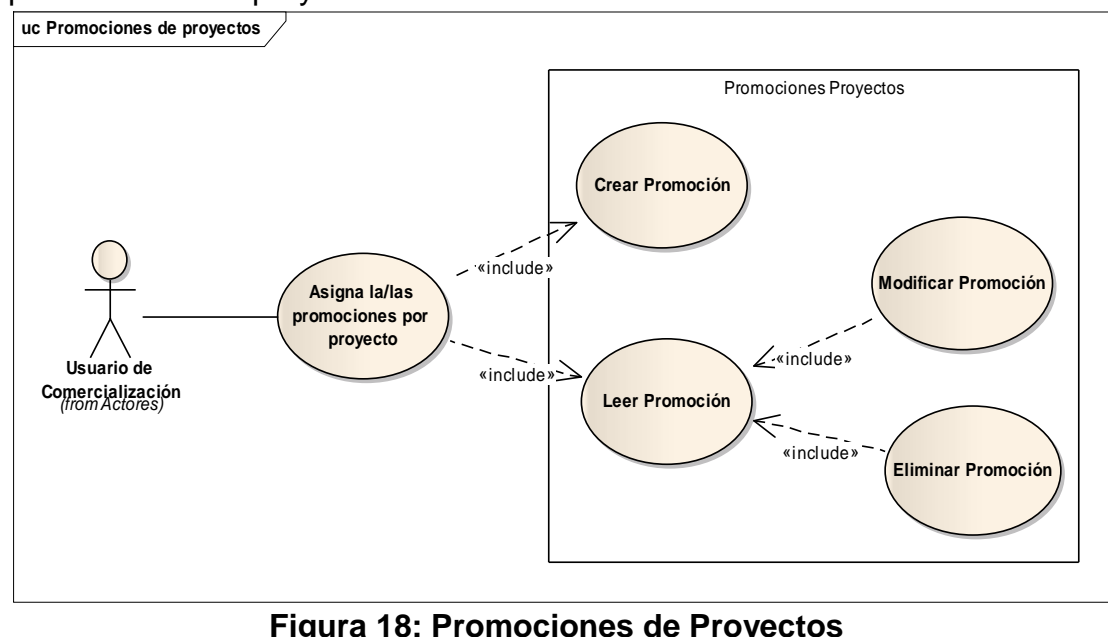 uc Promociones de proyectos
Promociones Proyectos
Crear Promoción
«include»
Modificar Promoción
Asigna la/las
promociones por
proyecto
«include»
«include»
Leer Promoción
Usuario de
Comercialización
(from Actores)
«include»
Eliminar Promoción
Figura 18: Promociones de Proyectos